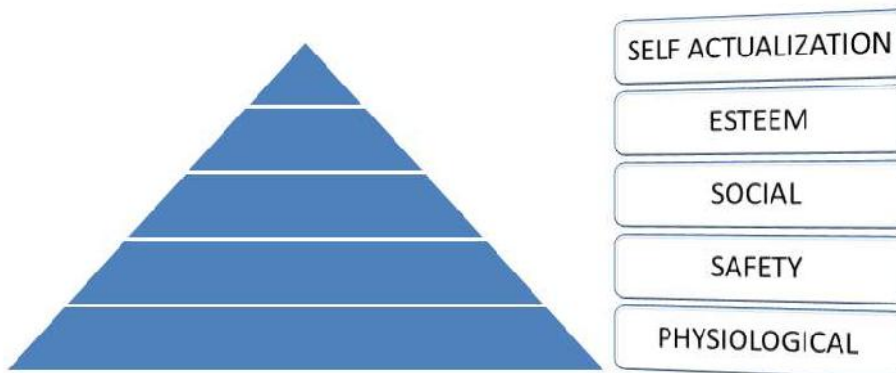 SELF ACTUALIZATION
ESTEEM
SOCIAL
SAFETY
PHYSIOLOGICAL